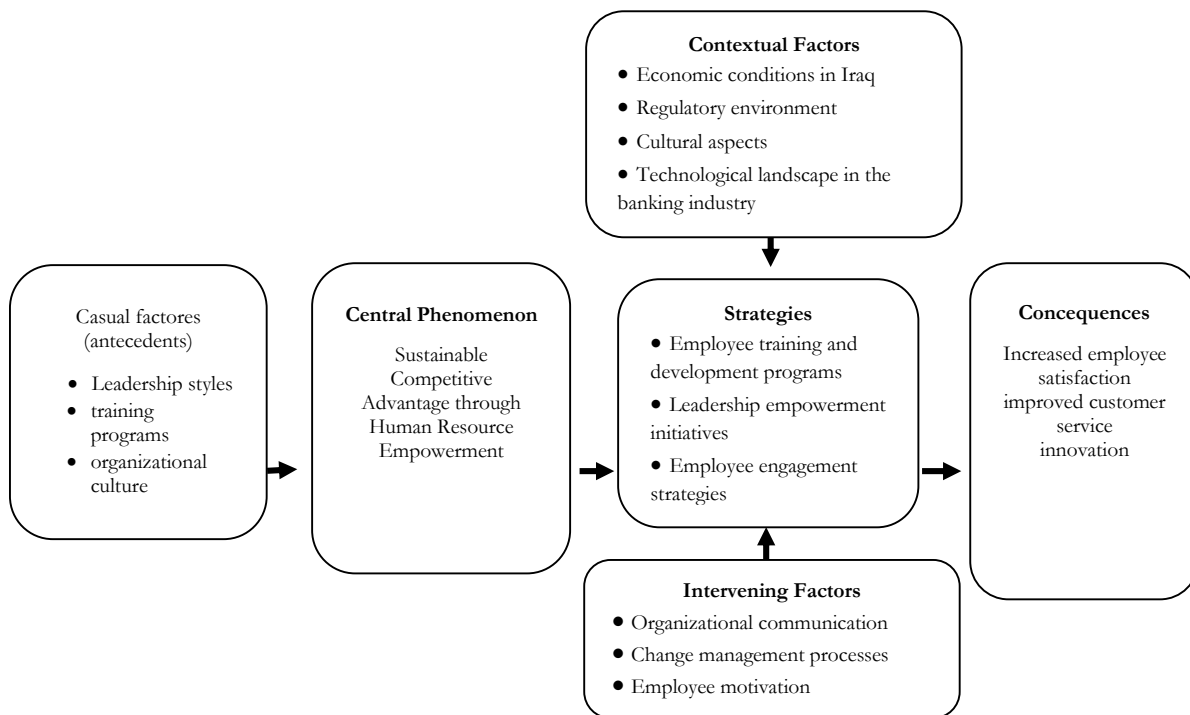 Contextual Factors
● Economic conditions in Iraq
● Regulatory environment
● Cultural aspects
● Technological landscape in the
banking industry
Casual factores
(antecedents)
● Leadership styles
● training
programs
● organizational
culture
Central Phenomenon
Sustainable
Competitive
Advantage through
Human Resource
Empowerment
Strategies
● Employee training and
development programs
● Leadership empowerment
initiatives
● Employee engagement
strategies
Concequences
Increased employee
satisfaction
improved customer
service
innovation
Intervening Factors
● Organizational communication
● Change management processes
● Employee motivation